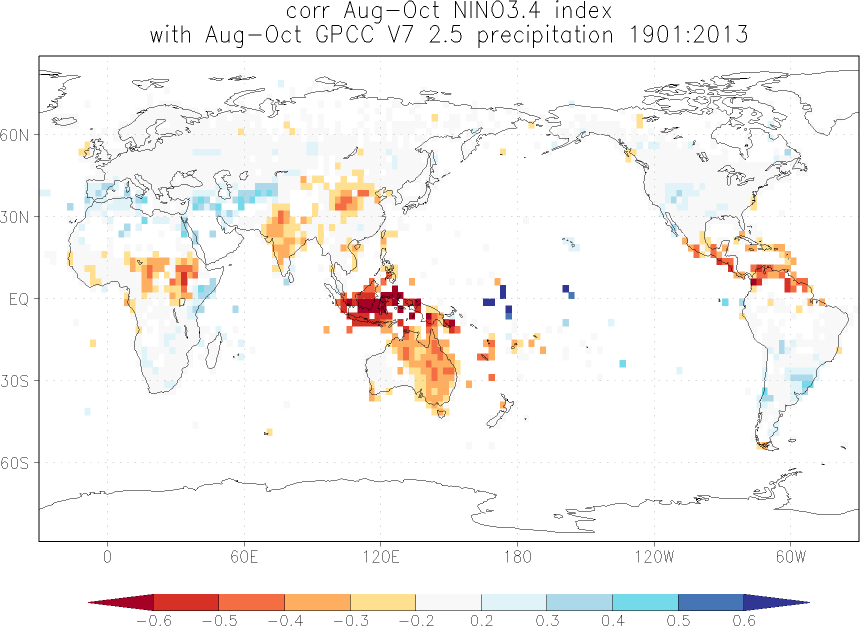 corr Aug-Oct NINO3.4 index
with Aug-Oct GPCC V7 2.5 precipitation 1901:2013
60N
30N
EQ
30S
60S
0 60E 120E 180 120W 60W
-0.6 -0.5 -0.4 -0.3 -0.2 0.2 0.3 0.4 0.5 0.6